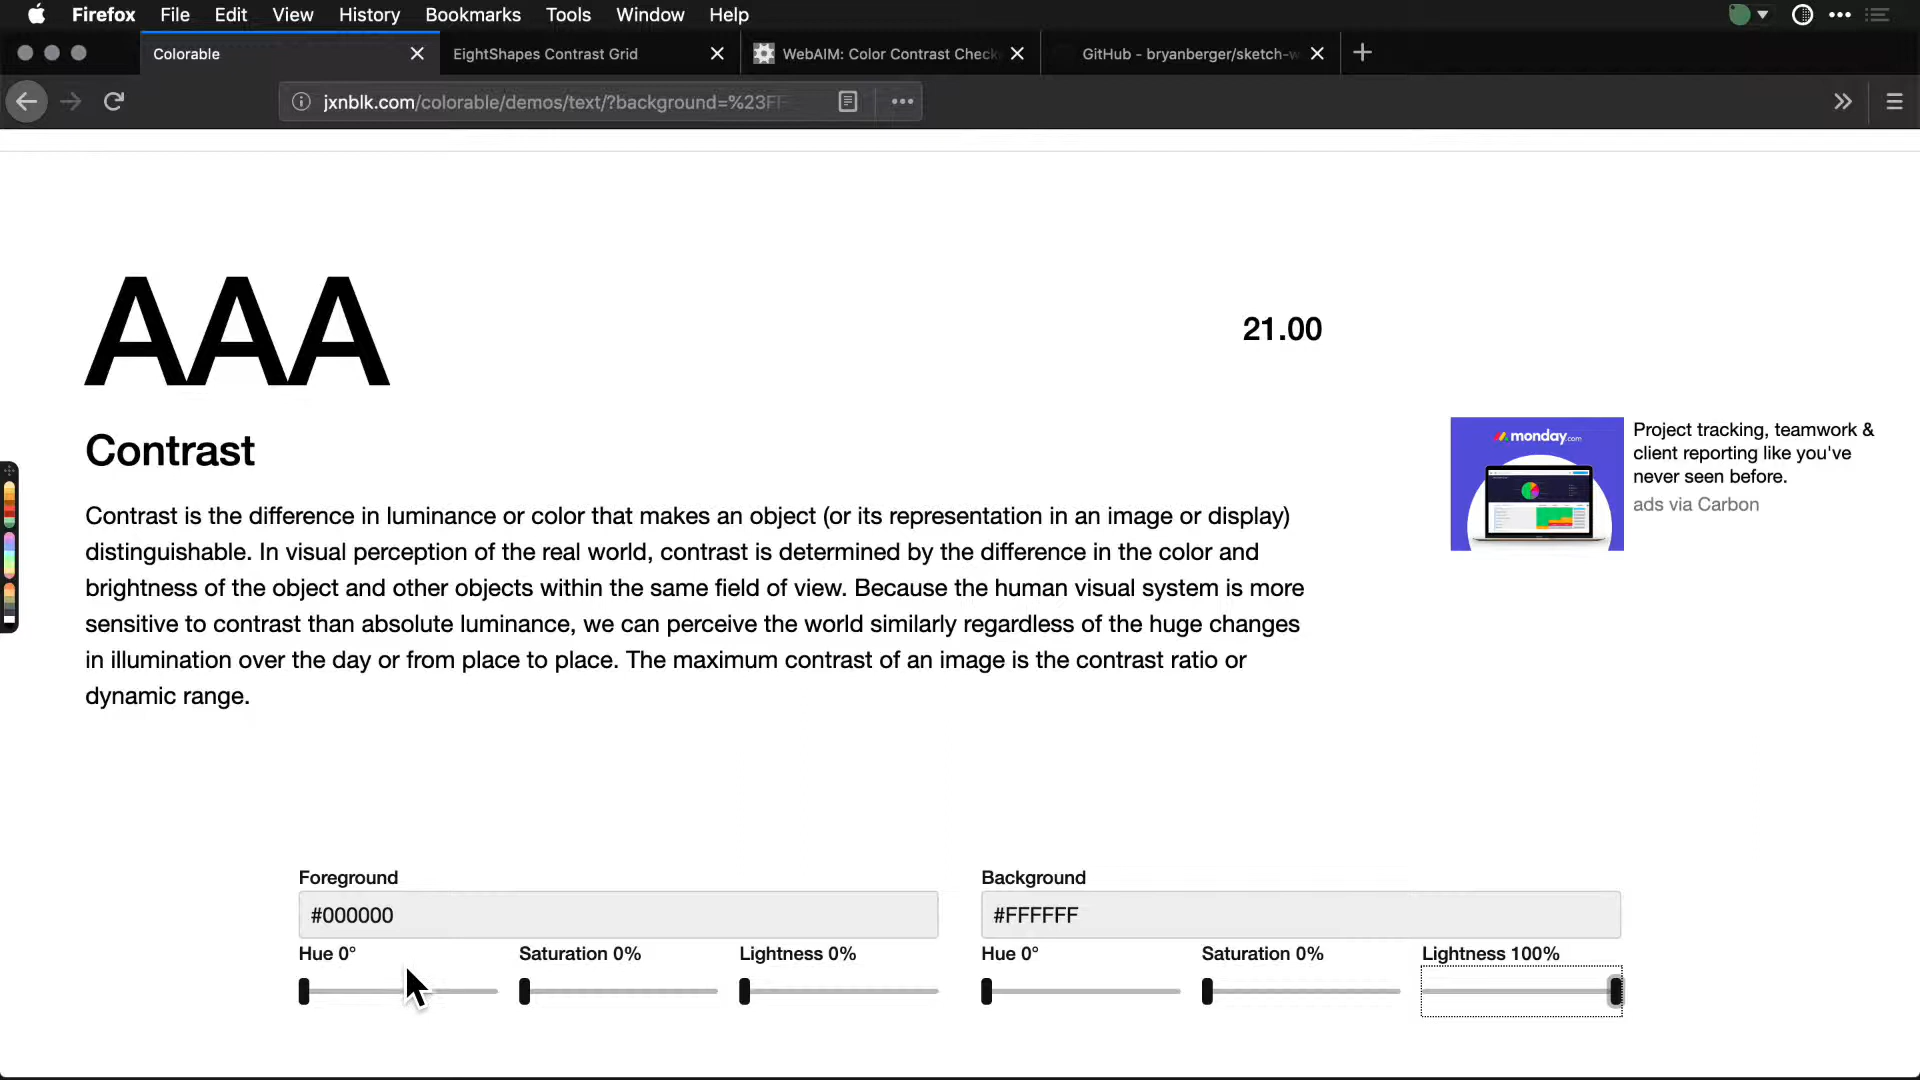 Firefox File Edit View History Bookmarks Tools Window Help
Colorable EightShapes Contrast Grid WebAIM: Color Contrast Check GitHub - bryanberger/sketch-w
jxnblk.com/colorable/demos/text/?background=%23FF
AAA
21.00
Contrast
Contrast is the difference in luminance or color that makes an object (or its representation in an image or display)
distinguishable. In visual perception of the real world, contrast is determined by the difference in the color and
brightness of the object and other objects within the same field of view. Because the human visual system is more
sensitive to contrast than absolute luminance, we can perceive the world similarly regardless of the huge changes
in illumination over the day or from place to place. The maximum contrast of an image is the contrast ratio or
dynamic range.
monday.com
Project tracking, teamwork &
client reporting like you've
never seen before.
ads via Carbon
Foreground
#000000
Hue 0° Saturation 0% Lightness 0%
Background
#FFFFFF
Hue 0° Saturation 0% Lightness 100%